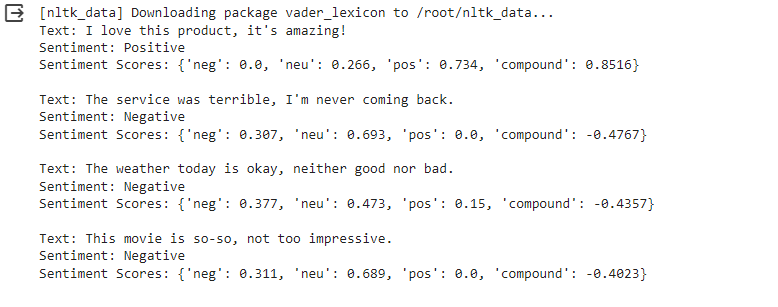 [nltk_data] Downloading package vader_lexicon to /root/nltk_data...
Text: I love this product, it's amazing!
Sentiment: Positive
Sentiment Scores: {'neg': 0.0, 'neu': 0.266, 'pos': 0.734, 'compound': 0.8516}
Text: The service was terrible, I'm never coming back.
Sentiment: Negative
Sentiment Scores: {'neg': 0.307, 'neu': 0.693, 'pos': 0.0, 'compound': -0.4767}
Text: The weather today is okay, neither good nor bad.
Sentiment: Negative
Sentiment Scores: {'neg': 0.377, 'neu': 0.473, 'pos': 0.15, 'compound': -0.4357}
Text: This movie is so-so, not too impressive.
Sentiment: Negative
Sentiment Scores: {'neg': 0.311, 'neu': 0.689, 'pos': 0.0, 'compound': -0.4023}